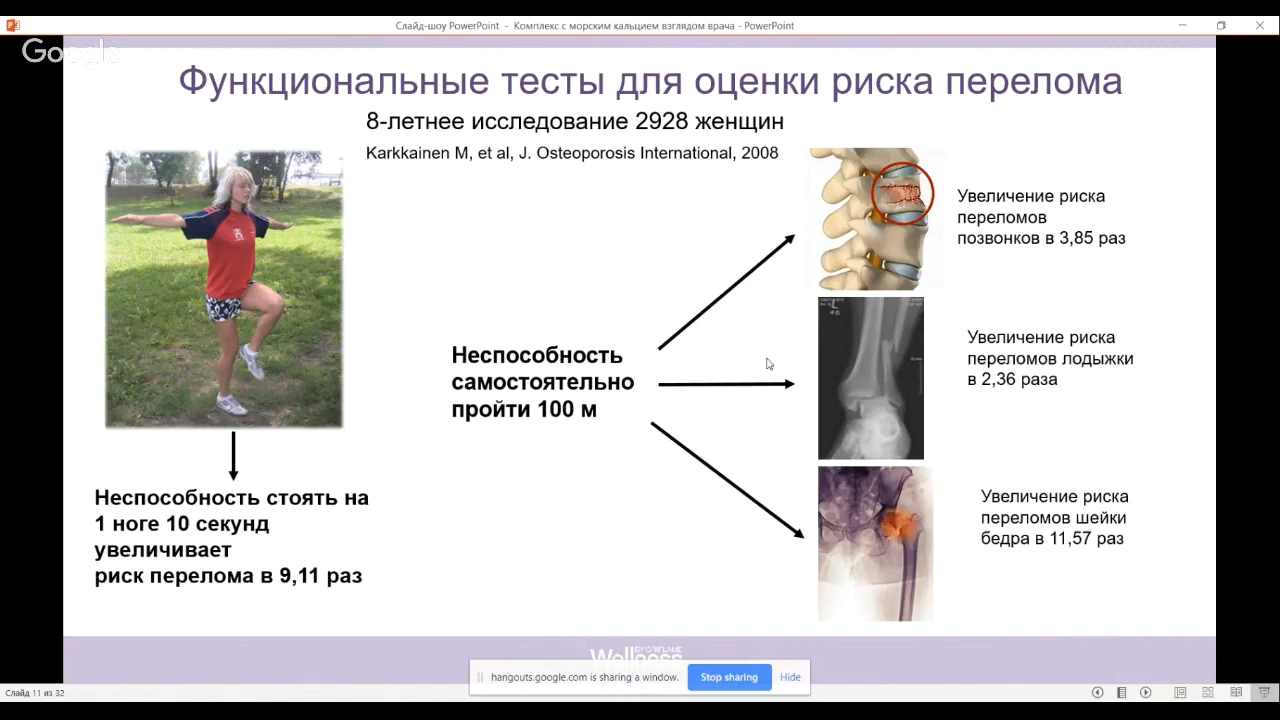 Слайд-шоу PowerPoint - Комплекс с морским кальцием взглядом врача - PowerPoint
Google
Функциональные тесты для оценки риска перелома
8-летнее исследование 2928 женщин
Karkkainen M, et al, J. Osteoporosis International, 2008
Увеличение риска
переломов
позвонков в 3,85 раз
Неспособность
самостоятельно
пройти 100 м
Увеличение риска
переломов лодыжки
в 2,36 раза
Неспособность стоять на
1 ноге 10 секунд
увеличивает
риск перелома в 9,11 раз
Увеличение риска
переломов шейки
бедра в 11,57 раз
BY ORIFLAME
Wellness
hangouts.google.com is sharing a window.
Stop sharing
Hide
Слайд 11 из 32